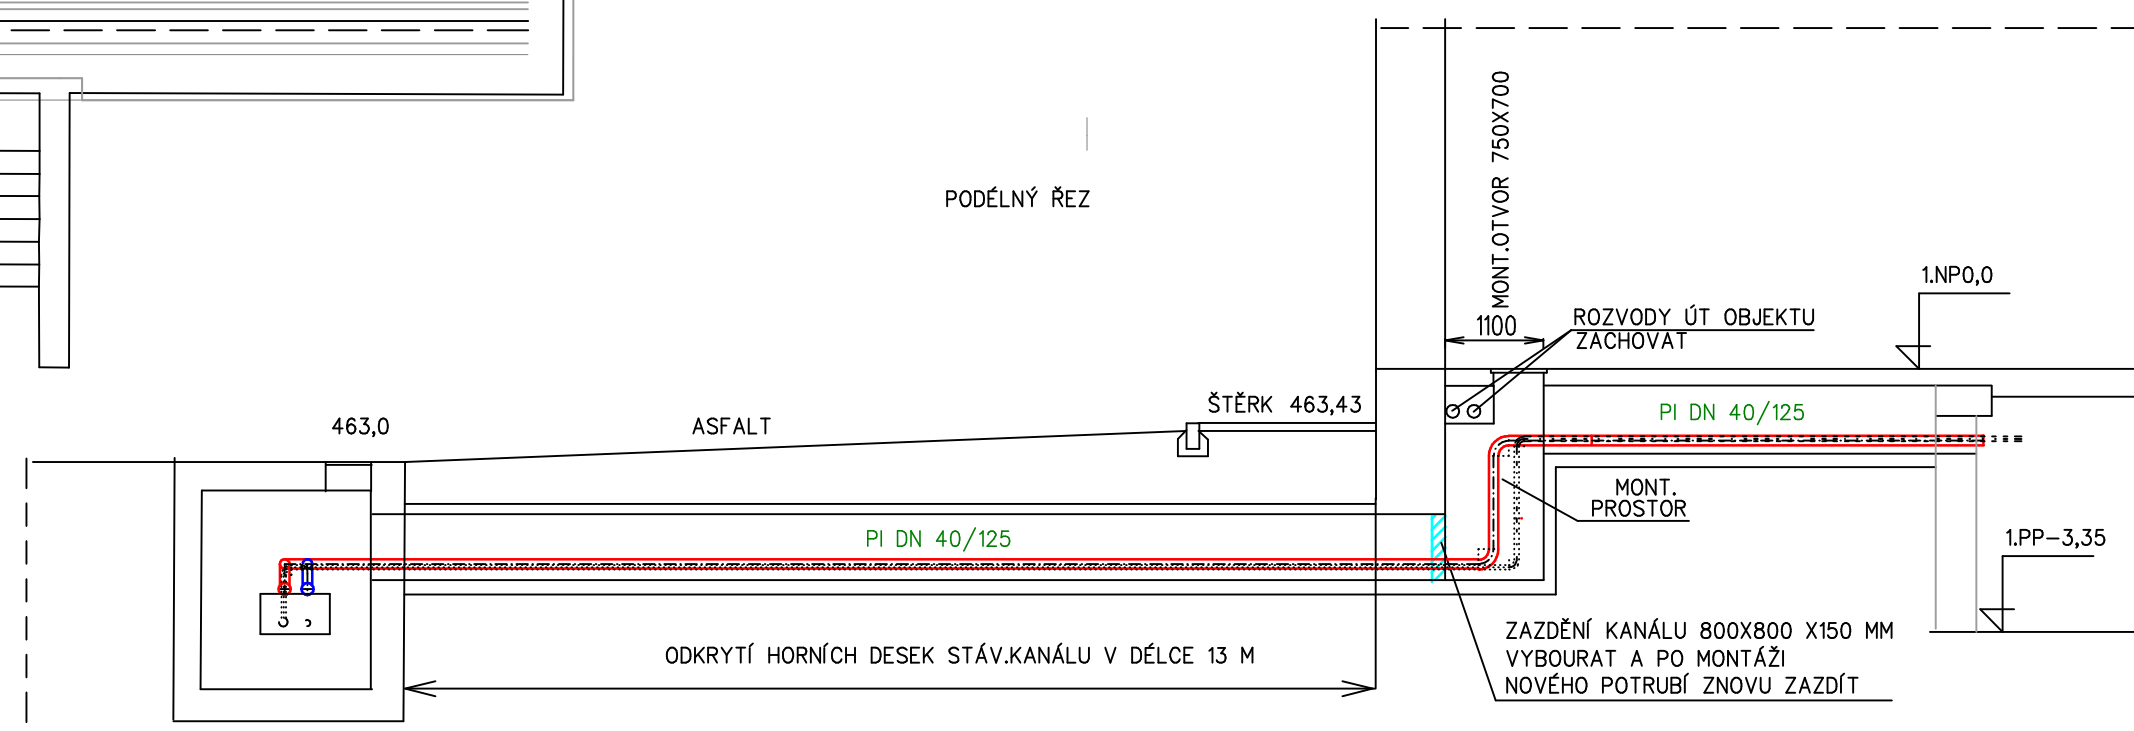 MONT.OTVOR 750X700
PODÉLNÝ ŘEZ
1.NP0,0
1100
ROZVODY ÚT OBJEKTU
ZACHOVAT
ŠTĚRK 463,43
463,0
ASFALT
PI DN 40/125
MONT.
PROSTOR
PI DN 40/125
1.PP-3,35
ZAZDĚNÍ KANÁLU 800X800 X150 MM
VYBOURAT A PO MONTÁŽI
NOVÉHO POTRUBÍ ZNOVU ZAZDÍT
ODKRYTÍ HORNÍCH DESEK STÁV.KANÁLU V DÉLCE 13 M